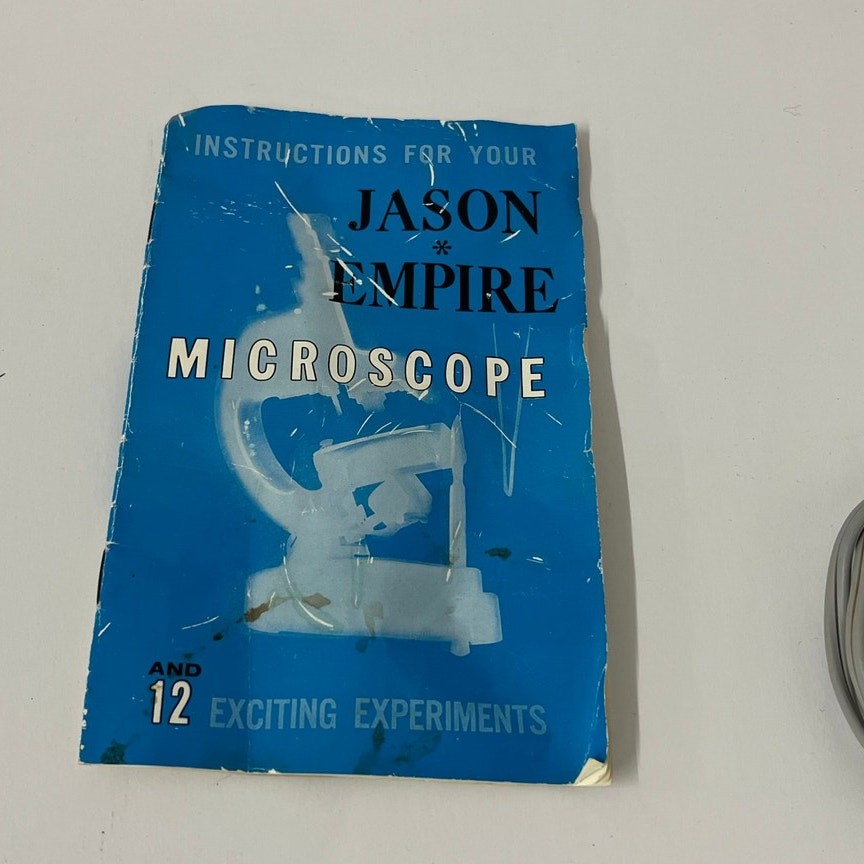 INSTRUCTIONS FOR YOUR
JASON
*
EMPIRE
MICROSCOPE
AND
12 EXCITING EXPERIMENTS